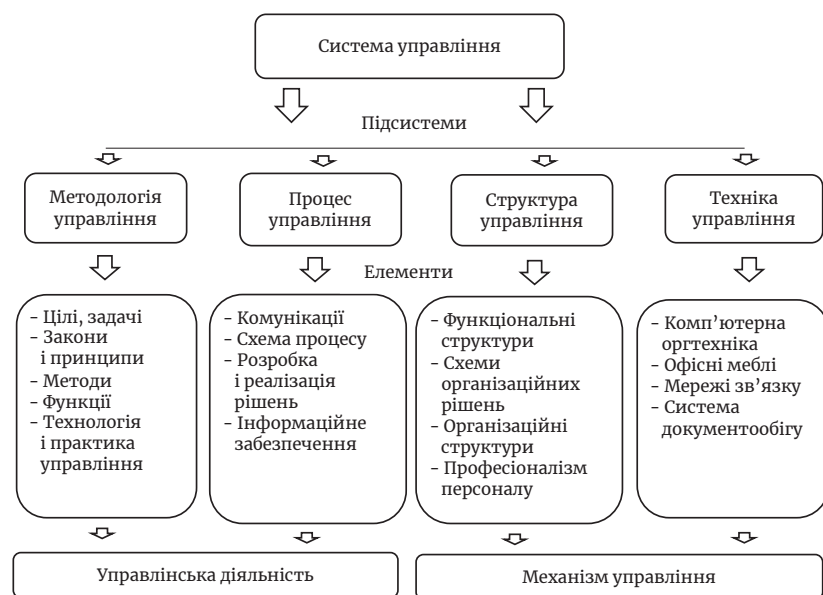 Система управління
Підсистеми
Методологія
управління
Процес
управління
Структура
управління
Техніка
управління
Елементи
- Цілі, задачі
- Закони
і принципи
- Методи
- Функції
- Технологія
і практика
управління
- Комунікації
- Схема процесу
- Розробка
і реалізація
рішень
- Інформаційне
забезпечення
- Функціональні
структури
- Схеми
організаційних
рішень
- Організаційні
структури
- Професіоналізм
персоналу
- Комп’ютерна
оргтехніка
- Офісні меблі
- Мережі зв’язку
- Система
документообігу
Управлінська діяльність
Механізм управління